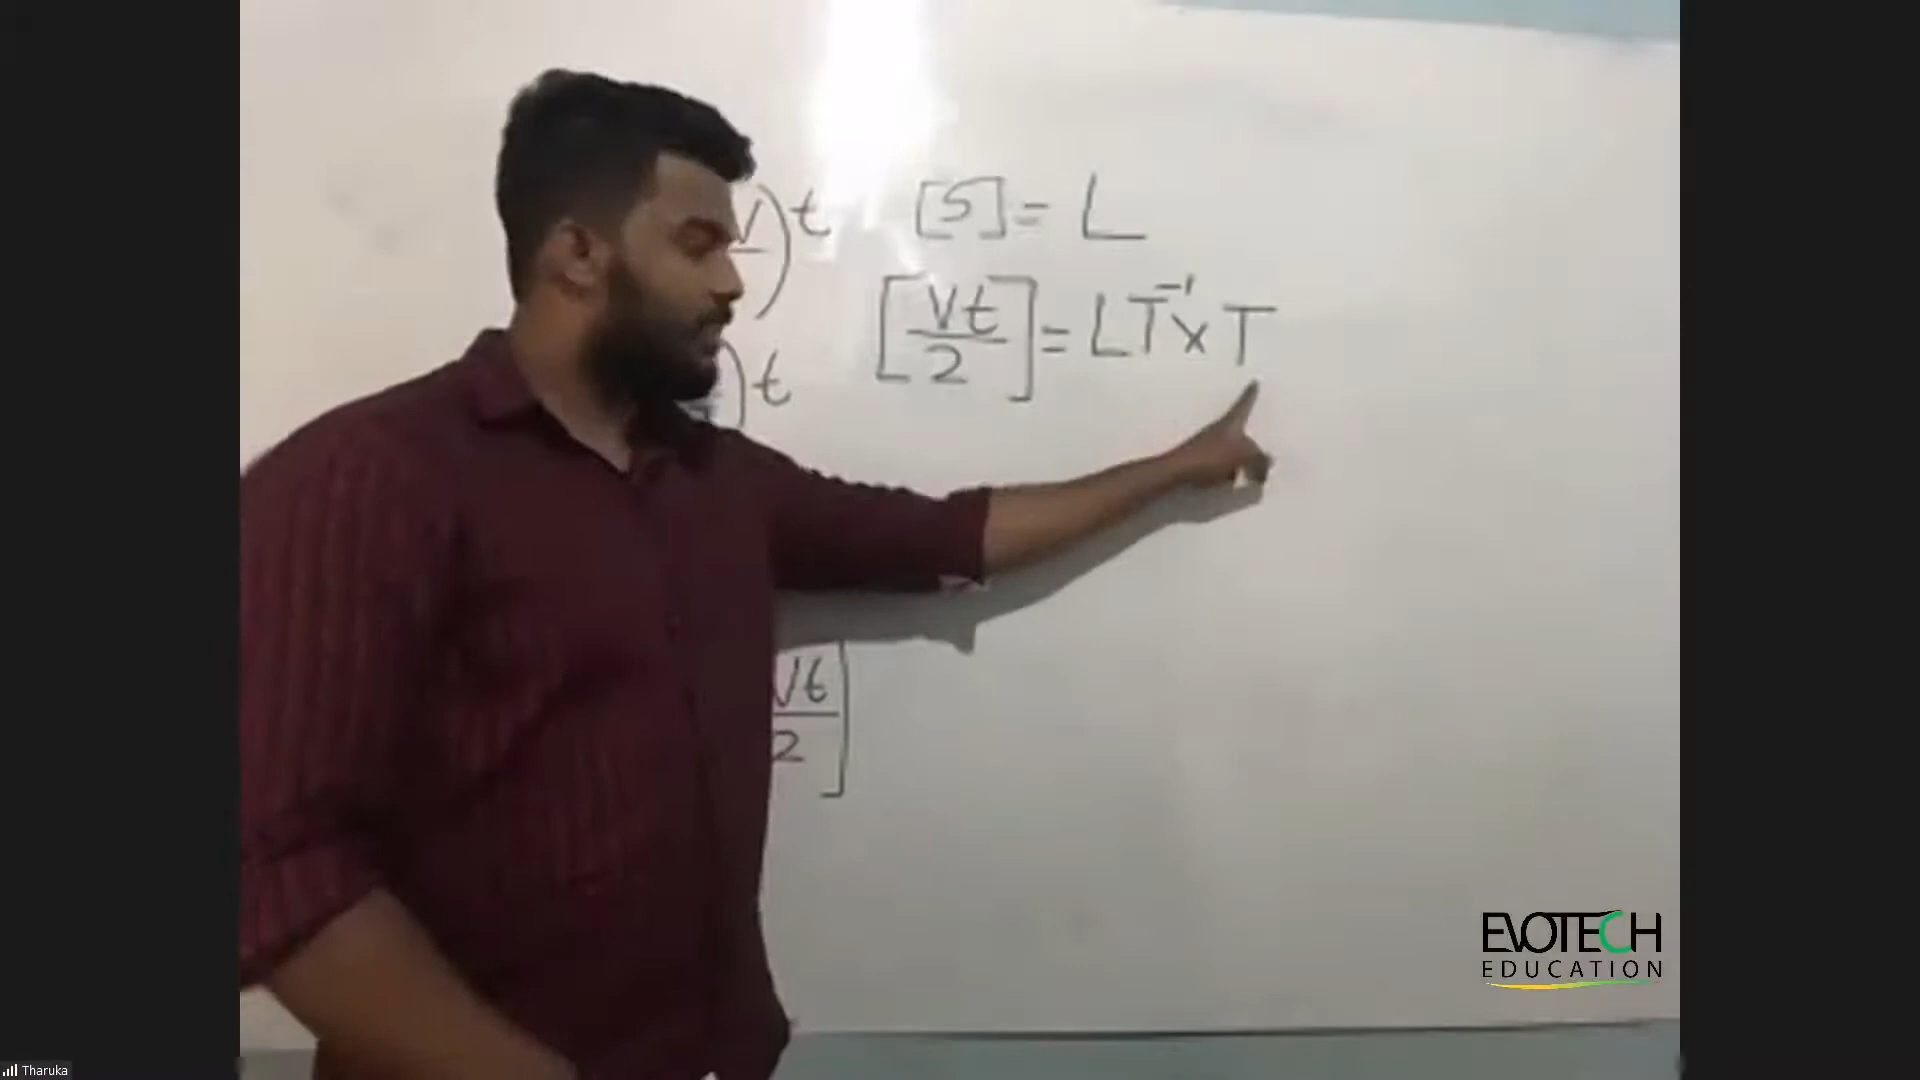 V) t [S] = L
[Vt/2] = LT⁻¹ x T
) t
Vt/2]
EVOTECH
EDUCATION
Tharuka